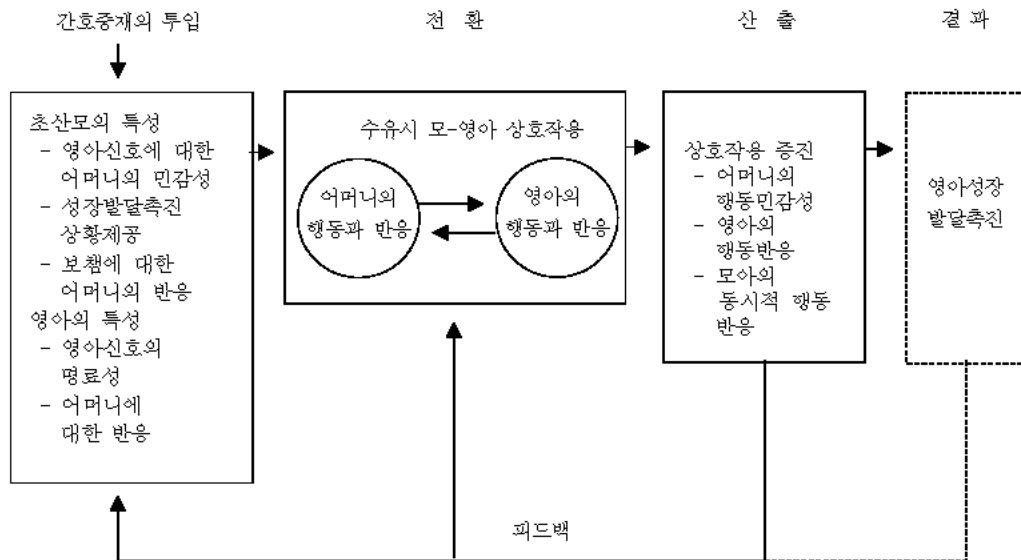 간호중재의 투입
전 환
산 출
결 과
초산모의 특성
- 영아신호에 대한
어머니의 민감성
- 성장발달촉진
상황제공
- 보챔에 대한
어머니의 반응
영아의 특성
- 영아신호의
명료성
- 어머니에
대한 반응
수유시 모-영아 상호작용
어머니의
행동과 반응
영아의
행동과 반응
상호작용 증진
- 어머니의
행동민감성
- 영아의
행동반응
- 모아의
동시적 행동
반응
영아성장
발달촉진
피드백